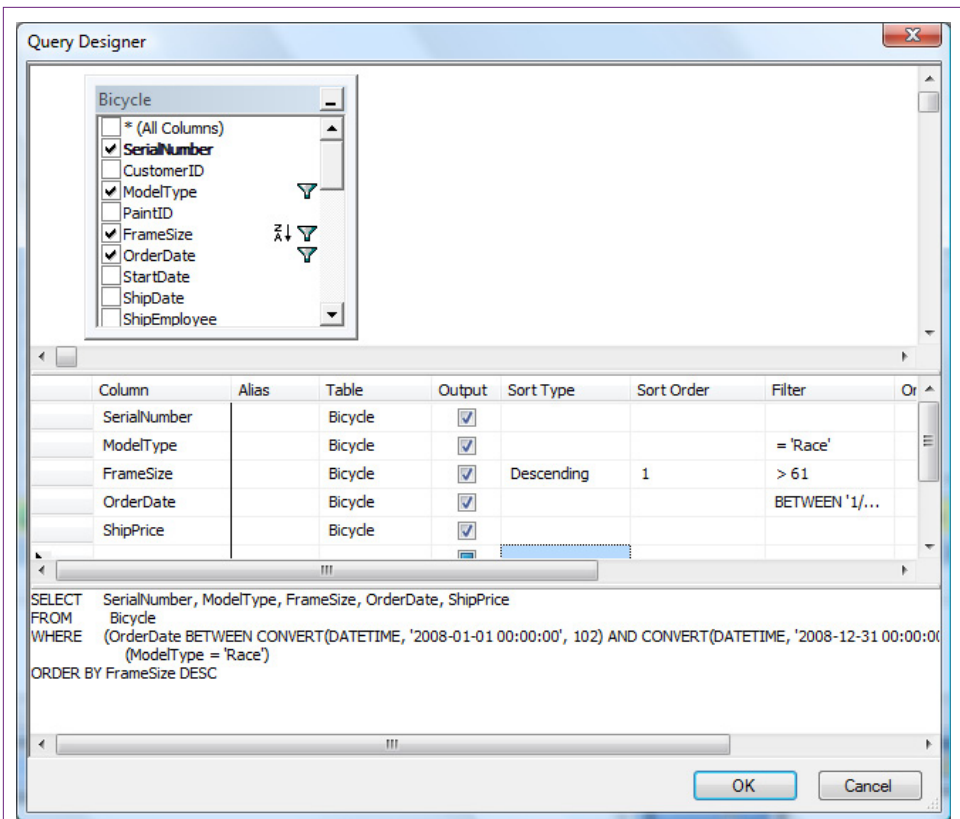 Query Designer
Bicycle
* (All Columns)
SerialNumber
CustomerID
ModelType
PaintID
FrameSize
OrderDate
StartDate
ShipDate
ShipEmployee
Column Alias Table Output Sort Type Sort Order Filter Or
SerialNumber Bicycle
ModelType Bicycle = 'Race'
FrameSize Bicycle Descending 1 > 61
OrderDate Bicycle BETWEEN '1/...
ShipPrice Bicycle
SELECT SerialNumber, ModelType, FrameSize, OrderDate, ShipPrice
FROM Bicycle
WHERE (OrderDate BETWEEN CONVERT(DATETIME, '2008-01-01 00:00:00', 102) AND CONVERT(DATETIME, '2008-12-31 00:00:00
(ModelType = 'Race')
ORDER BY FrameSize DESC
OK Cancel